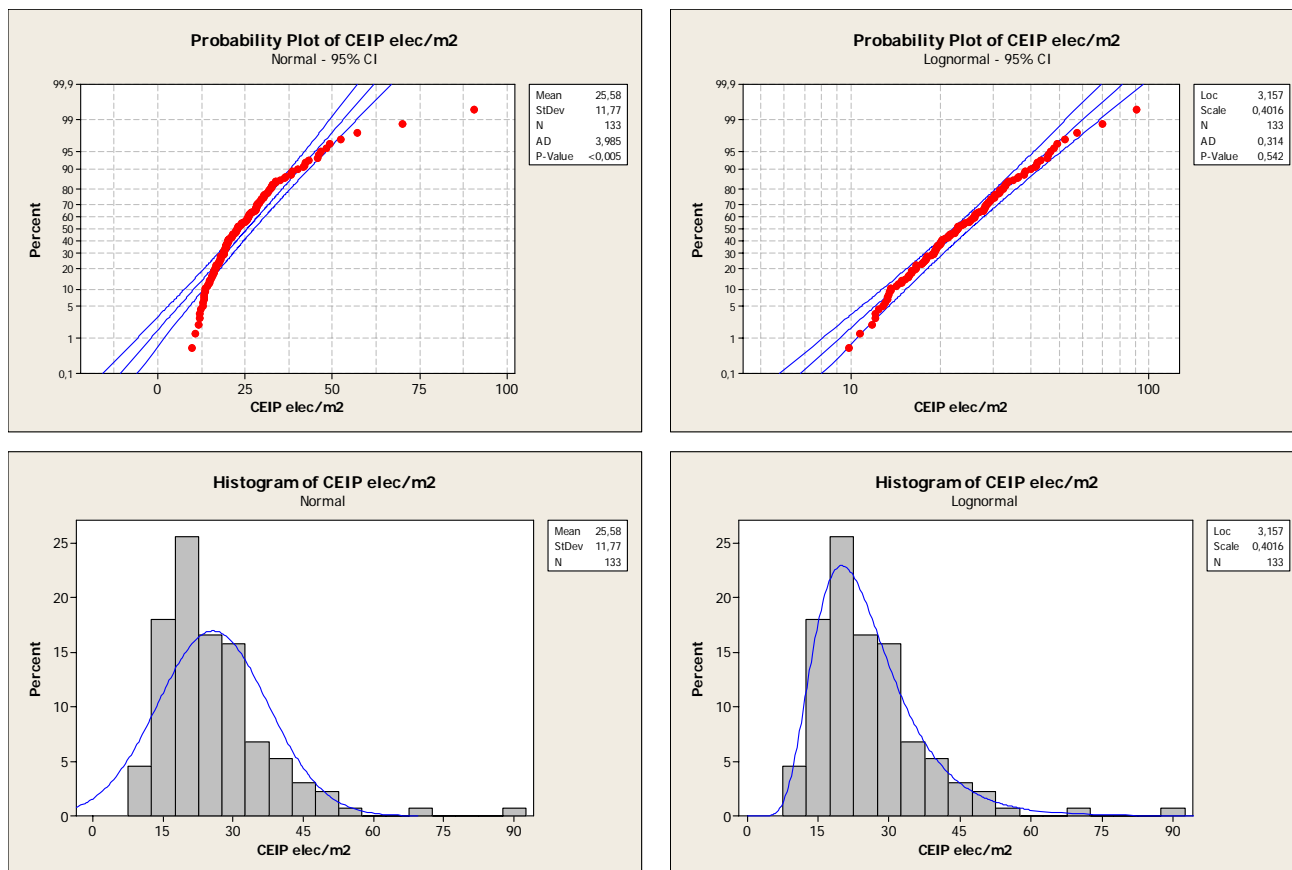 Probability Plot of CEIP elec/m2
Normal - 95% CI
99,9
99
95
90
80
70
60
50
40
30
20
10
5
1
0,1
Percent
0 25 50 75 100
CEIP elec/m2
Mean 25,58
StDev 11,77
N 133
AD 3,985
P-Value <0,005
Probability Plot of CEIP elec/m2
Lognormal - 95% CI
99,9
99
95
90
80
70
60
50
40
30
20
10
5
1
0,1
Percent
10 100
CEIP elec/m2
Loc 3,157
Scale 0,4016
N 133
AD 0,314
P-Value 0,542
Histogram of CEIP elec/m2
Normal
25
20
15
10
5
0
Percent
0 15 30 45 60 75 90
CEIP elec/m2
Mean 25,58
StDev 11,77
N 133
Histogram of CEIP elec/m2
Lognormal
25
20
15
10
5
0
Percent
0 15 30 45 60 75 90
CEIP elec/m2
Loc 3,157
Scale 0,4016
N 133